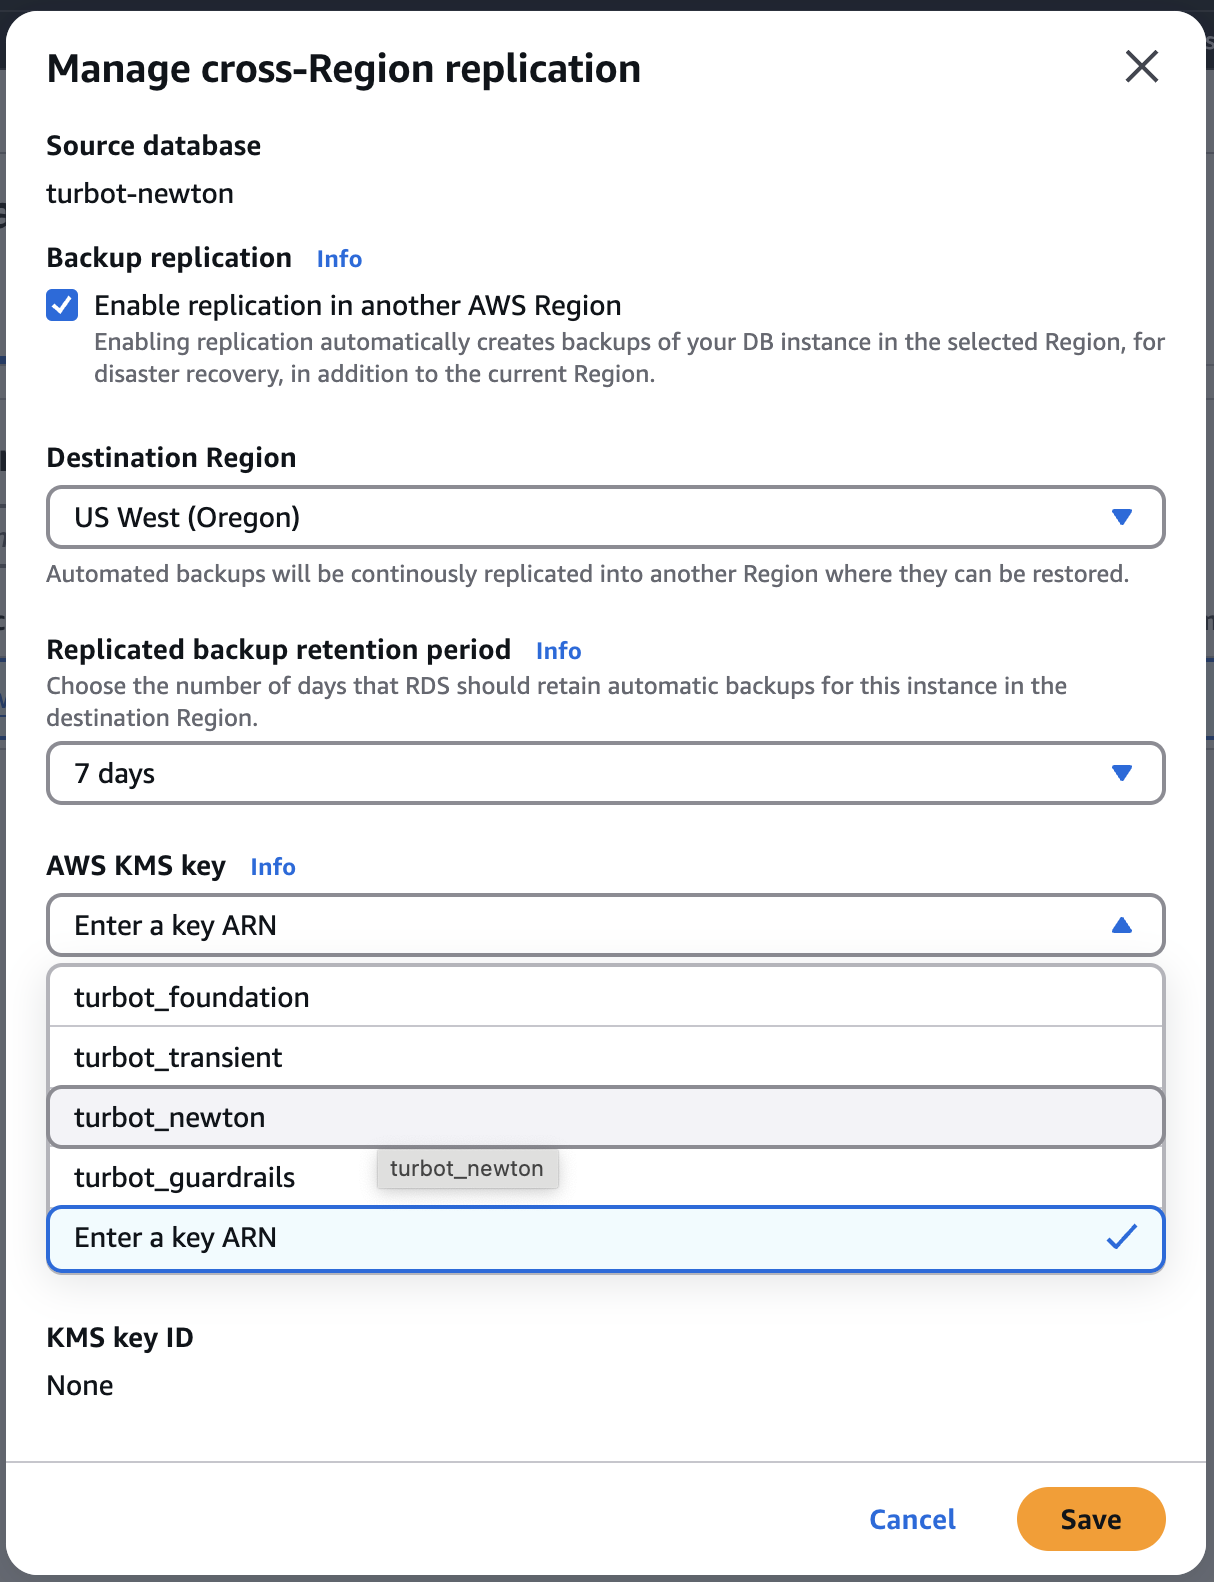 Manage cross-Region replication
Source database
turbot-newton
Backup replication Info
Enable replication in another AWS Region
Enabling replication automatically creates backups of your DB instance in the selected Region, for
disaster recovery, in addition to the current Region.
Destination Region
US West (Oregon)
Automated backups will be continously replicated into another Region where they can be restored.
Replicated backup retention period Info
Choose the number of days that RDS should retain automatic backups for this instance in the
destination Region.
7 days
AWS KMS key Info
Enter a key ARN
turbot_foundation
turbot_transient
turbot_newton
turbot_guardrails
turbot_newton
Enter a key ARN
KMS key ID
None
Cancel Save